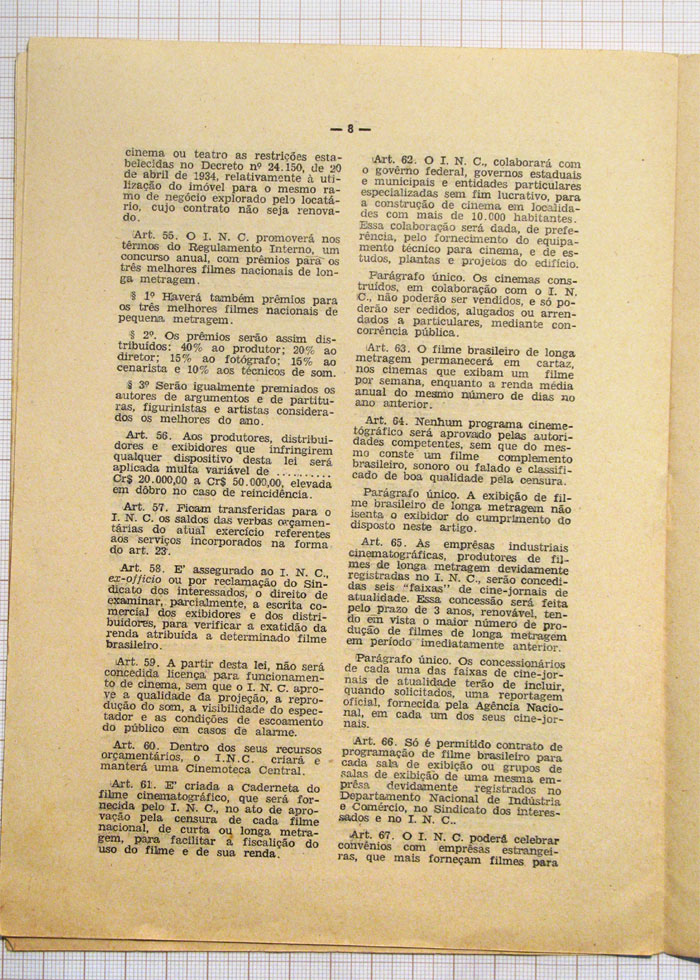 — 8 —
cinema ou teatro as restrições esta-
belecidas no Decreto nº 24.150, de 20
de abril de 1934, relativamente à uti-
lização do imóvel para o mesmo ra-
mo de negócio explorado pelo locatá-
rio, cujo contrato não seja renova-
do.
Art. 55. O I. N. C. promoverá nos
têrmos do Regulamento Interno, um
concurso anual, com prêmios para os
três melhores filmes nacionais de lon-
ga metragem.
§ 1º Haverá também prêmios para
os três melhores filmes nacionais de
pequena metragem.
§ 2º. Os prêmios serão assim dis-
tribuidos: 40% ao produtor; 20% ao
diretor; 15% ao fotógrafo; 15% ao
cenarista e 10% aos técnicos de som.
§ 3º Serão igualmente premiados os
autores de argumentos e de partitu-
ras, figurinistas e artistas considera-
dos os melhores do ano.
Art. 56. Aos produtores, distribui-
dores e exibidores que infringirem
qualquer dispositivo desta lei será
aplicada multa variável de ..........
Cr$ 20.000,00 a Cr$ 50.000,00, elevada
em dôbro no caso de reincidência.
Art. 57. Ficam transferidas para o
I. N. C. os saldos das verbas orçamen-
tárias do atual exercício referentes
aos serviços incorporados na forma
do art. 23.
Art. 58. E' assegurado ao I. N. C.,
ex-officio ou por reclamação do Sin-
dicato dos interessados, o direito de
examinar, parcialmente, a escrita co-
mercial dos exibidores e dos distri-
buidores, para verificar a exatidão da
renda atribuída a determinado filme
brasileiro.
Art. 59. A partir desta lei, não será
concedida licença para funcionamen-
to de cinema, sem que o I. N. C. apro-
ve a qualidade da projeção, a repro-
dução do som, a visibilidade do espec-
tador e as condições de escoamento
do público em casos de alarme.
Art. 60. Dentro dos seus recursos
orçamentários, o I.N.C. criará e
manterá uma Cinemoteca Central.
Art. 61. E' criada a Caderneta do
filme cinematográfico, que será for-
necida pelo I. N. C., no ato de apro-
vação pela censura de cada filme
nacional, de curta ou longa metra-
gem, para facilitar a fiscalição do
uso do filme e de sua renda.
Art. 62. O I. N. C., colaborará com
o govêrno federal, governos estaduais
e municipais e entidades particulares
especializadas sem fim lucrativo, para
a construção de cinema em localida-
des com mais de 10.000 habitantes.
Essa colaboração será dada, de prefe-
rência, pelo fornecimento do equipa-
mento técnico para cinema, e de es-
tudos, plantas e projetos do edifício.
Parágrafo único. Os cinemas cons-
truídos, em colaboração com o I. N.
C., não poderão ser vendidos, e só po-
derão ser cedidos, alugados ou arren-
dados a particulares, mediante con-
corrência pública.
Art. 63. O filme brasileiro de longa
metragem permanecerá em cartaz,
nos cinemas que exibam um filme
por semana, enquanto a renda média
anual do mesmo número de dias no
ano anterior.
Art. 64. Nenhum programa cineme-
tógráfico será aprovado pelas autori-
dades competentes, sem que do mes-
mo conste um filme complemento
brasileiro, sonoro ou falado e classifi-
cado de boa qualidade pela censura.
Parágrafo único. A exibição de fil-
me brasileiro de longa metragem não
isenta o exibidor do cumprimento do
disposto neste artigo.
Art. 65. As emprêsas industriais
cinematográficas, produtores de fil-
mes de longa metragem devidamente
registradas no I. N. C., serão concedi-
das seis "faixas" de cine-jornais de
atualidade. Essa concessão será feita
pelo prazo de 3 anos, renovável, ten-
do em vista o maior número de pro-
dução de filmes de longa metragem
em período imediatamente anterior.
Parágrafo único. Os concessionários
de cada uma das faixas de cine-jor-
nais de atualidade terão de incluir,
quando solicitados, uma reportagem
oficial, fornecida pela Agência Nacio-
nal, em cada um dos seus cine-jor-
nais.
Art. 66. Só é permitido contrato de
programação de filme brasileiro para
cada sala de exibição ou grupos de
salas de exibição de uma mesma em-
prêsa devidamente registrados no
Departamento Nacional de Indústria
e Comércio, no Sindicato dos interes-
sados e no I. N. C..
Art. 67. O I. N. C. poderá celebrar
convênios com emprêsas estrangei-
ras, que mais forneçam filmes para